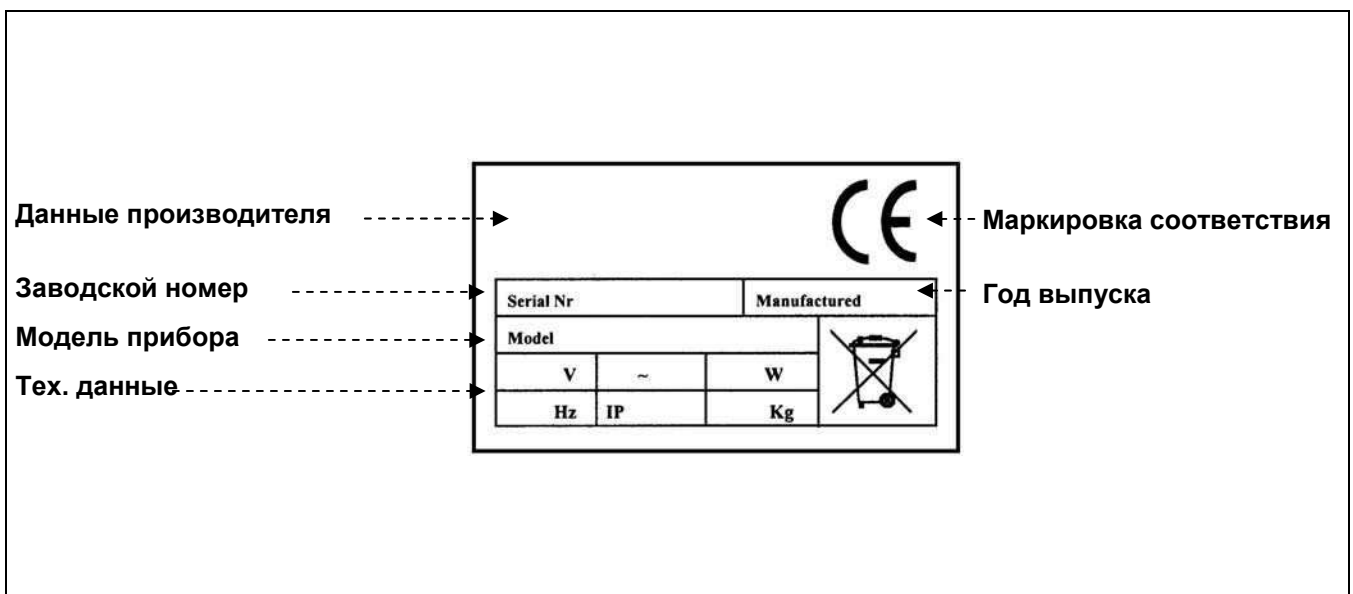 Данные производителя
CE
Маркировка соответствия
Заводской номер
Serial Nr
Manufactured
Год выпуска
Модель прибора
Model
Тех. данные
V
~
W
Hz
IP
Kg